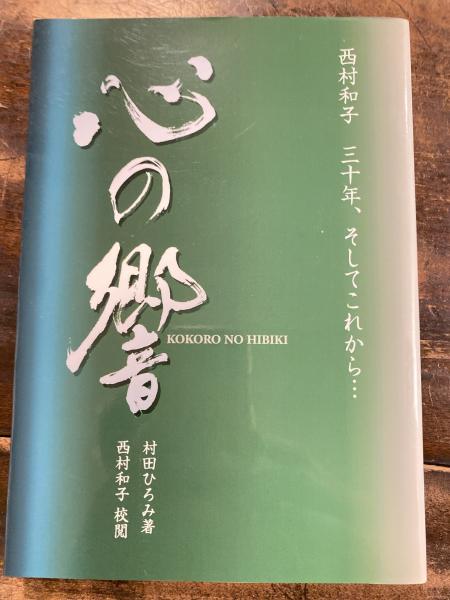 西村和子 三十年、そしてこれから…
心の響
KOKORO NO HIBIKI
村田ひろみ著
西村和子 校閲